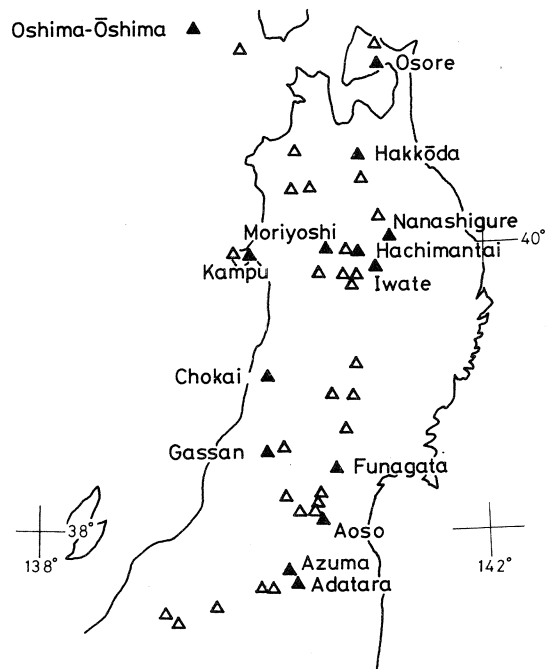 Oshima-Ōshima
Osore
Hakkōda
Nanashigure
Moriyoshi
40°
Hachimantai
Kampu
Iwate
Chokai
Gassan
Funagata
Aoso
38°
138°
142°
Azuma
Adatara